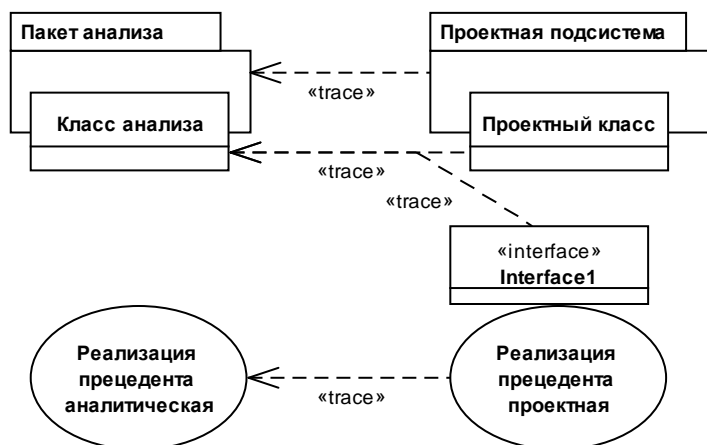 Пакет анализа
Проектная подсистема
«trace»
Класс анализа
Проектный класс
«trace»
«trace»
«interface»
Interface1
Реализация
прецедента
аналитическая
Реализация
прецедента
проектная
«trace»